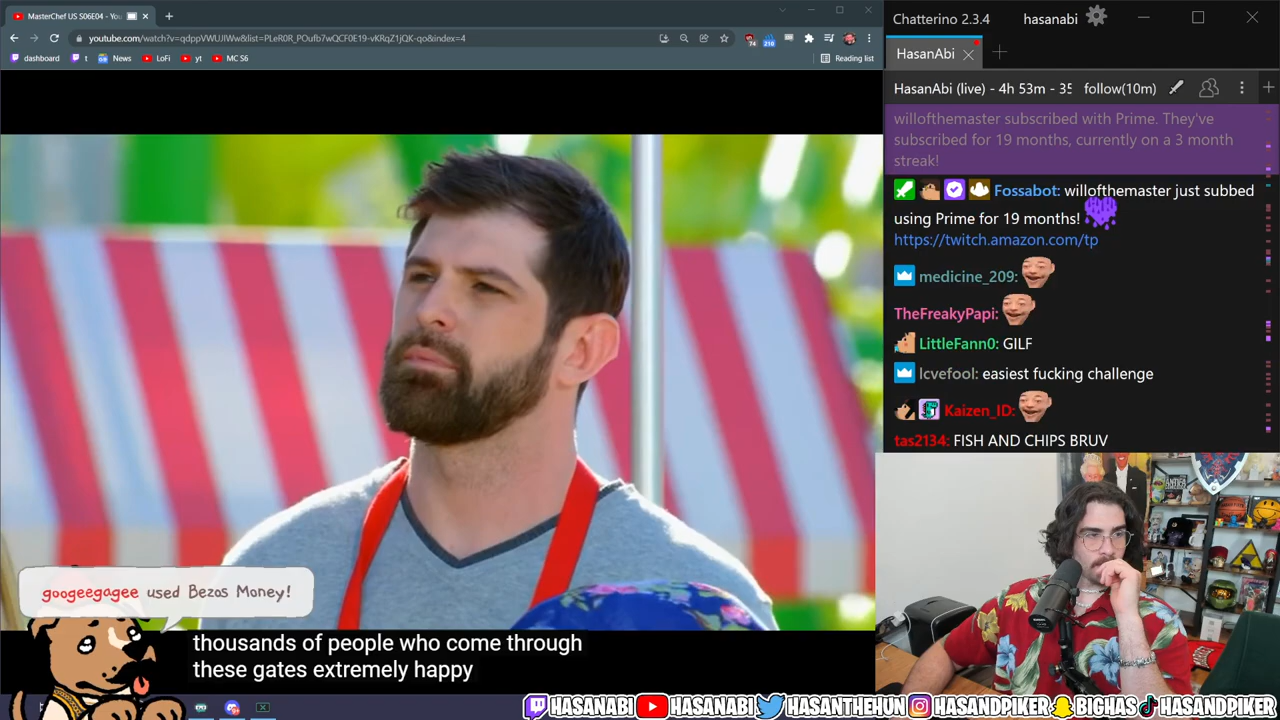 MasterChef US S06E04 - You
youtube.com/watch?v=qdppVWUJlWw&list=PLeR0R_POufb7wQCF0E19-vKRqZ1jQK-qo&index=4
74
210
dashboard
t
News
LoFi
yt
MC S6
Reading list
Chatterino 2.3.4
hasanabi
HasanAbi
HasanAbi (live) - 4h 53m - 35
follow(10m)
willofthemaster subscribed with Prime. They've
subscribed for 19 months, currently on a 3 month
streak!
Fossabot: willofthemaster just subbed
using Prime for 19 months!
https://twitch.amazon.com/tp
medicine_209:
TheFreakyPapi:
LittleFann0: GILF
lcvefool: easiest fucking challenge
Kaizen_ID:
tas2134: FISH AND CHIPS BRUV
googeegagee used Bezos Money!
thousands of people who come through
these gates extremely happy
HASANABI
HASANABI
HASANTHEHUN
HASANDPIKER
BIGHAS
HASANDPIKER